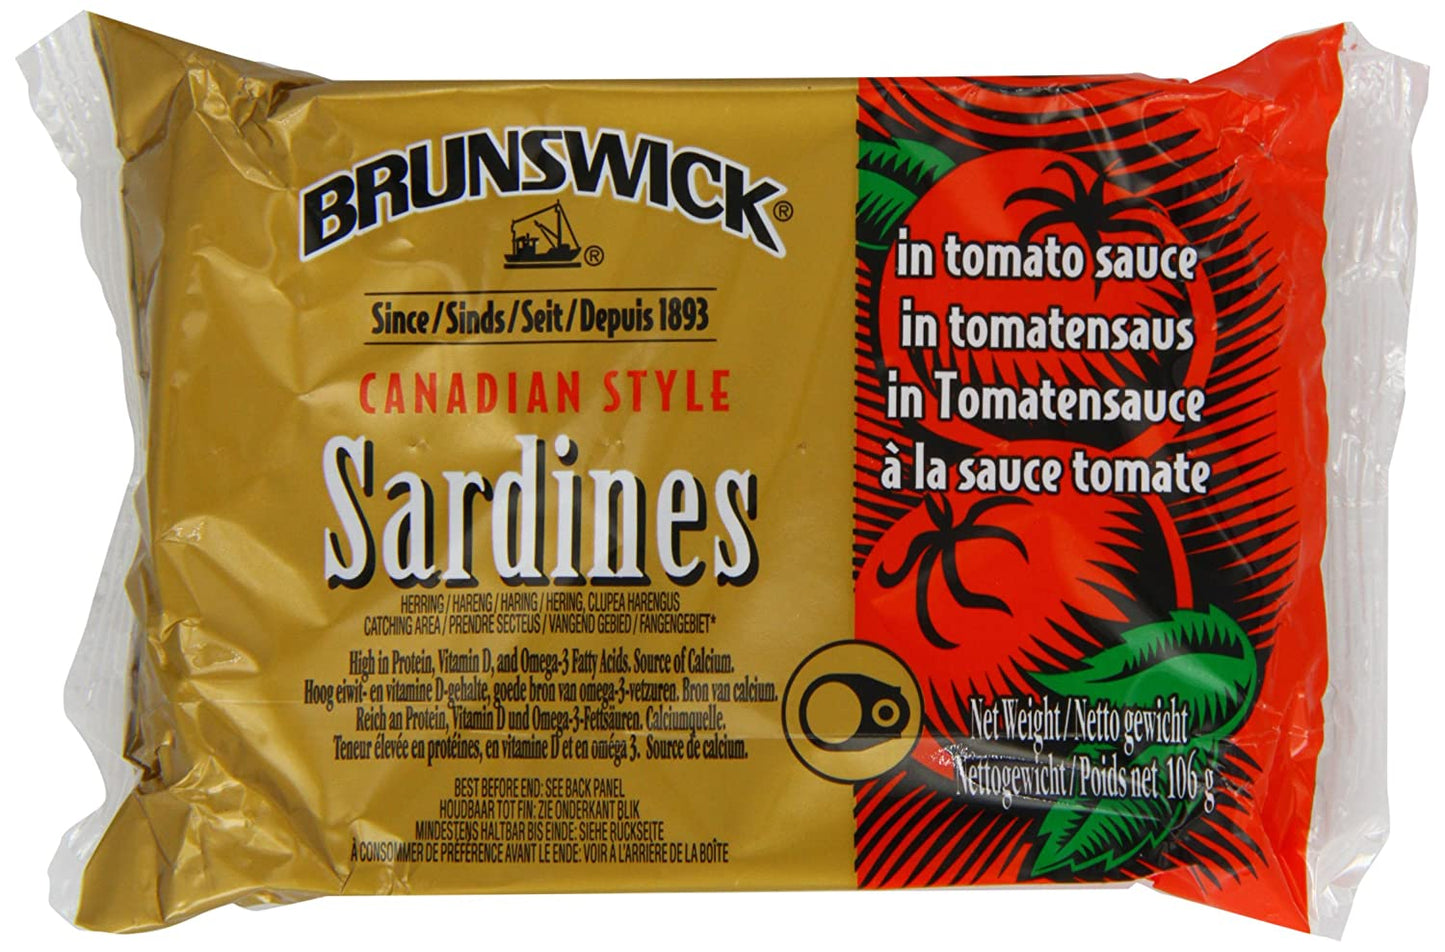 BRUNSWICK®
®
Since/Sinds/Seit/Depuis 1893
CANADIAN STYLE
Sardines
HERRING / HARENG / HARING / HERING, CLUPEA HARENGUS
CATCHING AREA / PRENDRE SECTEUS / VANGEND GEBIED / FANGENGEBIET*
High in Protein, Vitamin D, and Omega-3 Fatty Acids. Source of Calcium.
Hoog eiwit- en vitamine D-gehalte, goede bron van omega-3-vetzuren. Bron van calcium.
Reich an Protein, Vitamin D und Omega-3-Fettsäuren. Calciumquelle.
Teneur élevée en protéines, en vitamine D et en oméga 3. Source de calcium.
BEST BEFORE END: SEE BACK PANEL
HOUDBAAR TOT FIN: ZIE ONDERKANT BLIK
MINDESTENS HALTBAR BIS ENDE: SIEHE RÜCKSEITE
À CONSOMMER DE PRÉFÉRENCE AVANT LE ENDE: VOIR A L'ARRIÈRE DE LA BOÎTE
in tomato sauce
in tomatensaus
in Tomatensauce
à la sauce tomate
Net Weight/Netto gewicht
Nettogewicht/Poids net 106 g